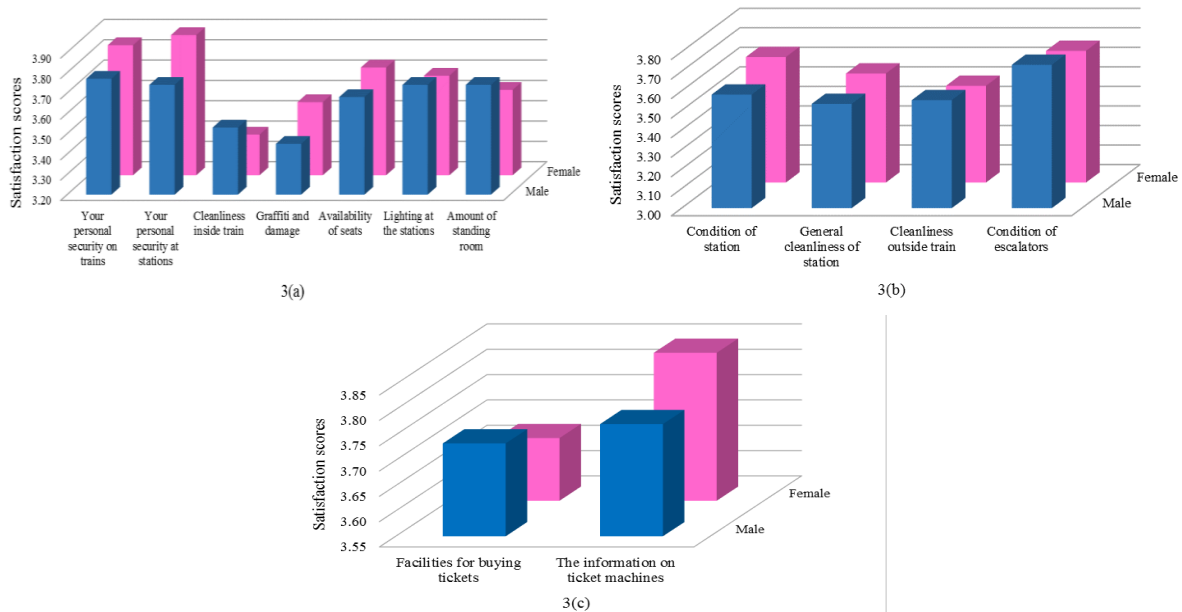 Satisfaction scores
3.90
3.80
3.70
3.60
3.50
3.40
3.30
3.20
Female
Male
Your personal security on trains
Your personal security at stations
Cleanliness inside train
Graffiti and damage
Availability of seats
Lighting at the stations
Amount of standing room
3(a)
Satisfaction scores
3.80
3.70
3.60
3.50
3.40
3.30
3.20
3.10
3.00
Female
Male
Condition of station
General cleanliness of station
Cleanliness outside train
Condition of escalators
3(b)
Satisfaction scores
3.85
3.80
3.75
3.70
3.65
3.60
3.55
Female
Male
Facilities for buying tickets
The information on ticket machines
3(c)